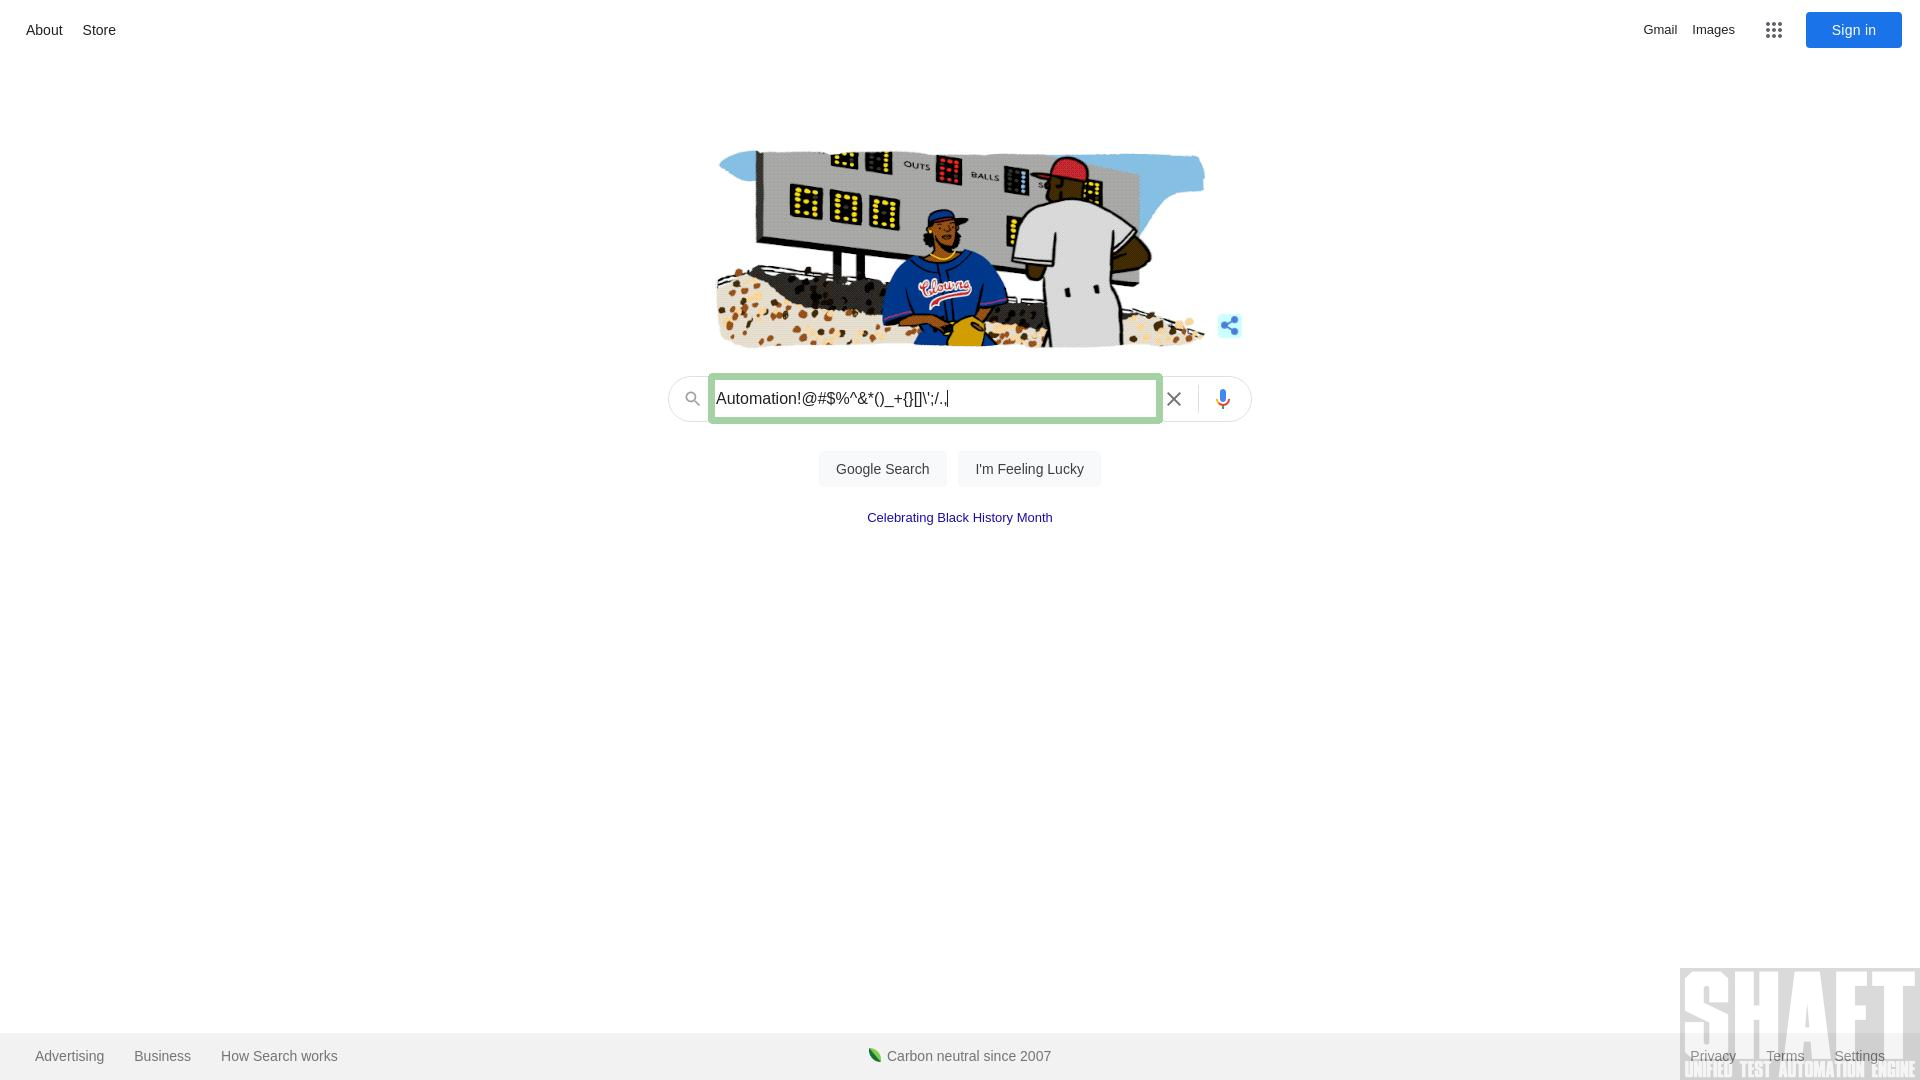 About Store
Gmail Images Sign in
OUTS
BALLS
Clowns
Automation!@#$%^&*()_+{}[]\';/.,
Google Search I'm Feeling Lucky
Celebrating Black History Month
SHAFT
Advertising Business How Search works Carbon neutral since 2007 Privacy Terms Settings
UNIFIED TEST AUTOMATION ENGINE